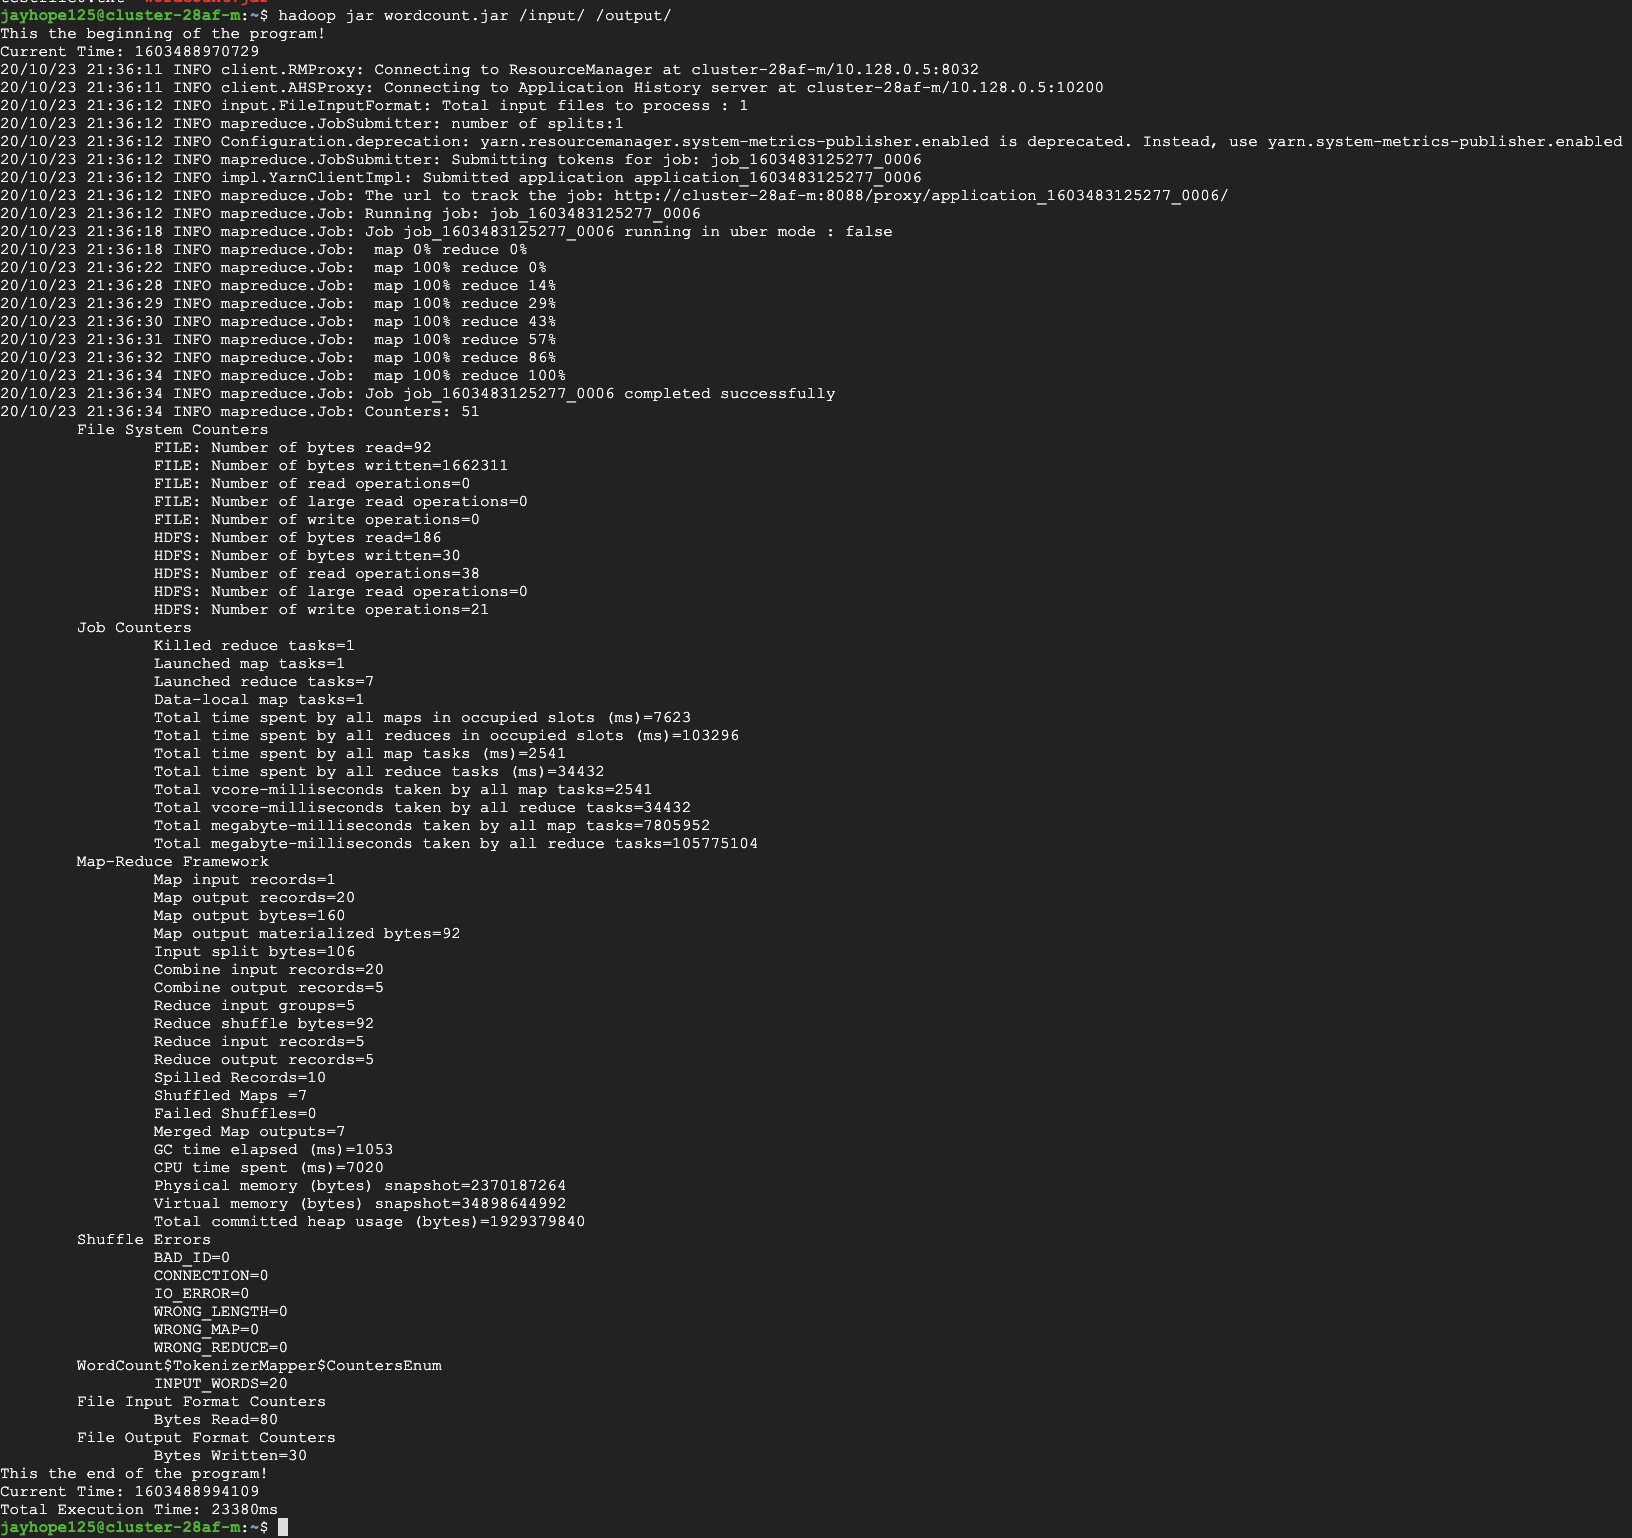 wordcount.jar
jayhope125@cluster-28af-m:~$ hadoop jar wordcount.jar /input/ /output/
This the beginning of the program!
Current Time: 1603488970729
20/10/23 21:36:11 INFO client.RMProxy: Connecting to ResourceManager at cluster-28af-m/10.128.0.5:8032
20/10/23 21:36:11 INFO client.AHSProxy: Connecting to Application History server at cluster-28af-m/10.128.0.5:10200
20/10/23 21:36:12 INFO input.FileInputFormat: Total input files to process : 1
20/10/23 21:36:12 INFO mapreduce.JobSubmitter: number of splits:1
20/10/23 21:36:12 INFO Configuration.deprecation: yarn.resourcemanager.system-metrics-publisher.enabled is deprecated. Instead, use yarn.system-metrics-publisher.enabled
20/10/23 21:36:12 INFO mapreduce.JobSubmitter: Submitting tokens for job: job_1603483125277_0006
20/10/23 21:36:12 INFO impl.YarnClientImpl: Submitted application application_1603483125277_0006
20/10/23 21:36:12 INFO mapreduce.Job: The url to track the job: http://cluster-28af-m:8088/proxy/application_1603483125277_0006/
20/10/23 21:36:12 INFO mapreduce.Job: Running job: job_1603483125277_0006
20/10/23 21:36:18 INFO mapreduce.Job: Job job_1603483125277_0006 running in uber mode : false
20/10/23 21:36:18 INFO mapreduce.Job:  map 0% reduce 0%
20/10/23 21:36:22 INFO mapreduce.Job:  map 100% reduce 0%
20/10/23 21:36:28 INFO mapreduce.Job:  map 100% reduce 14%
20/10/23 21:36:29 INFO mapreduce.Job:  map 100% reduce 29%
20/10/23 21:36:30 INFO mapreduce.Job:  map 100% reduce 43%
20/10/23 21:36:31 INFO mapreduce.Job:  map 100% reduce 57%
20/10/23 21:36:32 INFO mapreduce.Job:  map 100% reduce 86%
20/10/23 21:36:34 INFO mapreduce.Job:  map 100% reduce 100%
20/10/23 21:36:34 INFO mapreduce.Job: Job job_1603483125277_0006 completed successfully
20/10/23 21:36:34 INFO mapreduce.Job: Counters: 51
File System Counters
FILE: Number of bytes read=92
FILE: Number of bytes written=1662311
FILE: Number of read operations=0
FILE: Number of large read operations=0
FILE: Number of write operations=0
HDFS: Number of bytes read=186
HDFS: Number of bytes written=30
HDFS: Number of read operations=38
HDFS: Number of large read operations=0
HDFS: Number of write operations=21
Job Counters
Killed reduce tasks=1
Launched map tasks=1
Launched reduce tasks=7
Data-local map tasks=1
Total time spent by all maps in occupied slots (ms)=7623
Total time spent by all reduces in occupied slots (ms)=103296
Total time spent by all map tasks (ms)=2541
Total time spent by all reduce tasks (ms)=34432
Total vcore-milliseconds taken by all map tasks=2541
Total vcore-milliseconds taken by all reduce tasks=34432
Total megabyte-milliseconds taken by all map tasks=7805952
Total megabyte-milliseconds taken by all reduce tasks=105775104
Map-Reduce Framework
Map input records=1
Map output records=20
Map output bytes=160
Map output materialized bytes=92
Input split bytes=106
Combine input records=20
Combine output records=5
Reduce input groups=5
Reduce shuffle bytes=92
Reduce input records=5
Reduce output records=5
Spilled Records=10
Shuffled Maps =7
Failed Shuffles=0
Merged Map outputs=7
GC time elapsed (ms)=1053
CPU time spent (ms)=7020
Physical memory (bytes) snapshot=2370187264
Virtual memory (bytes) snapshot=34898644992
Total committed heap usage (bytes)=1929379840
Shuffle Errors
BAD_ID=0
CONNECTION=0
IO_ERROR=0
WRONG_LENGTH=0
WRONG_MAP=0
WRONG_REDUCE=0
WordCount$TokenizerMapper$CountersEnum
INPUT_WORDS=20
File Input Format Counters
Bytes Read=80
File Output Format Counters
Bytes Written=30
This the end of the program!
Current Time: 1603488994109
Total Execution Time: 23380ms
jayhope125@cluster-28af-m:~$